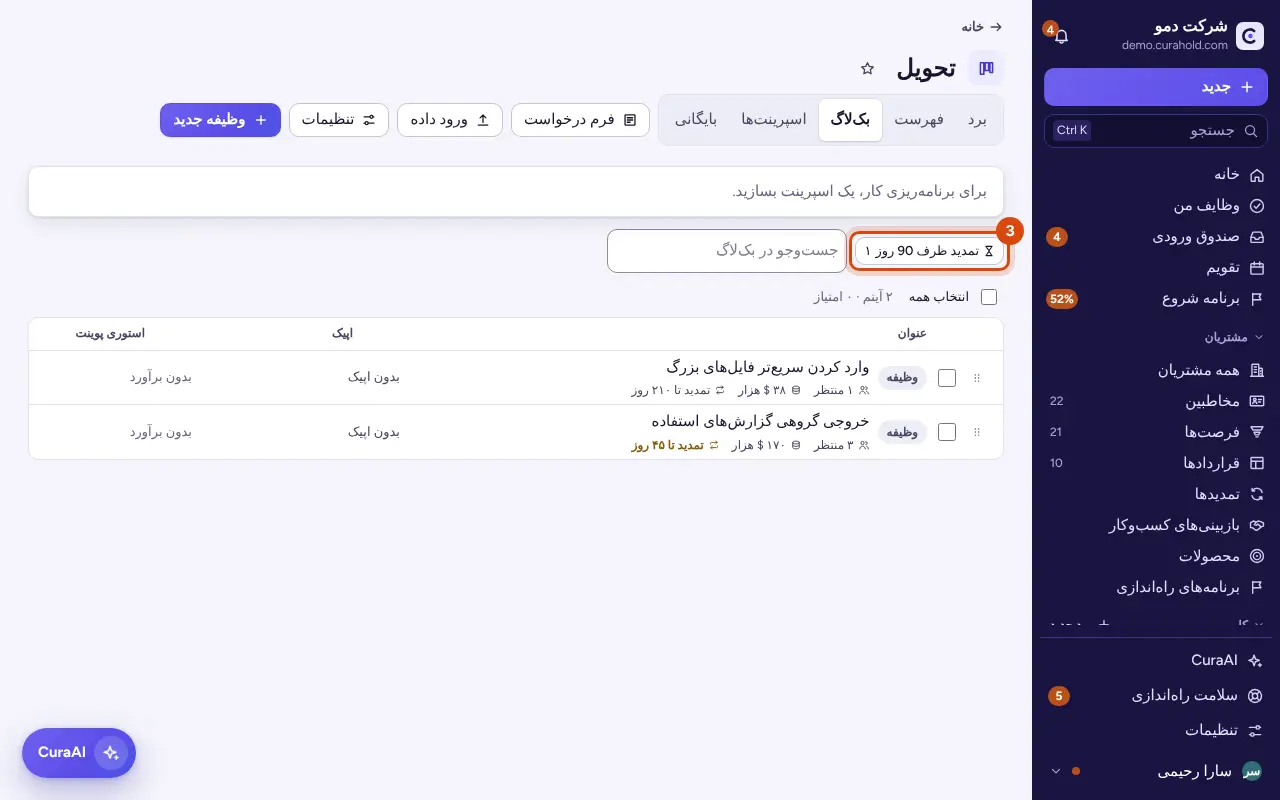 شرکت دمو
demo.curahold.com
4
جدید
جستجو
Ctrl K
خانه
وظایف من
صندوق ورودی 4
تقویم
برنامه شروع 52%
مشتریان
همه مشتریان
مخاطبین 22
فرصت‌ها 21
قراردادها 10
تمدیدها
بازبینی‌های کسب‌وکار
محصولات
برنامه‌های راه‌اندازی
CuraAI
سلامت راه‌اندازی 5
تنظیمات
سر سارا رحیمی
خانه
تحویل
برد فهرست بک‌لاگ اسپرینت‌ها بایگانی
فرم درخواست ورود داده تنظیمات وظیفه جدید
برای برنامه‌ریزی کار، یک اسپرینت بسازید.
3
تمدید ظرف 90 روز ۱
جست‌وجو در بک‌لاگ
انتخاب همه ۲ آیتم · ۰ امتیاز
عنوان اپیک استوری پوینت
وارد کردن سریع‌تر فایل‌های بزرگ
وظیفه بدون اپیک بدون برآورد
۱ منتظر ۳۸ $ هزار تمدید تا ۲۱۰ روز
خروجی گروهی گزارش‌های استفاده
وظیفه بدون اپیک بدون برآورد
۳ منتظر ۱۷۰ $ هزار تمدید تا ۴۵ روز
CuraAI